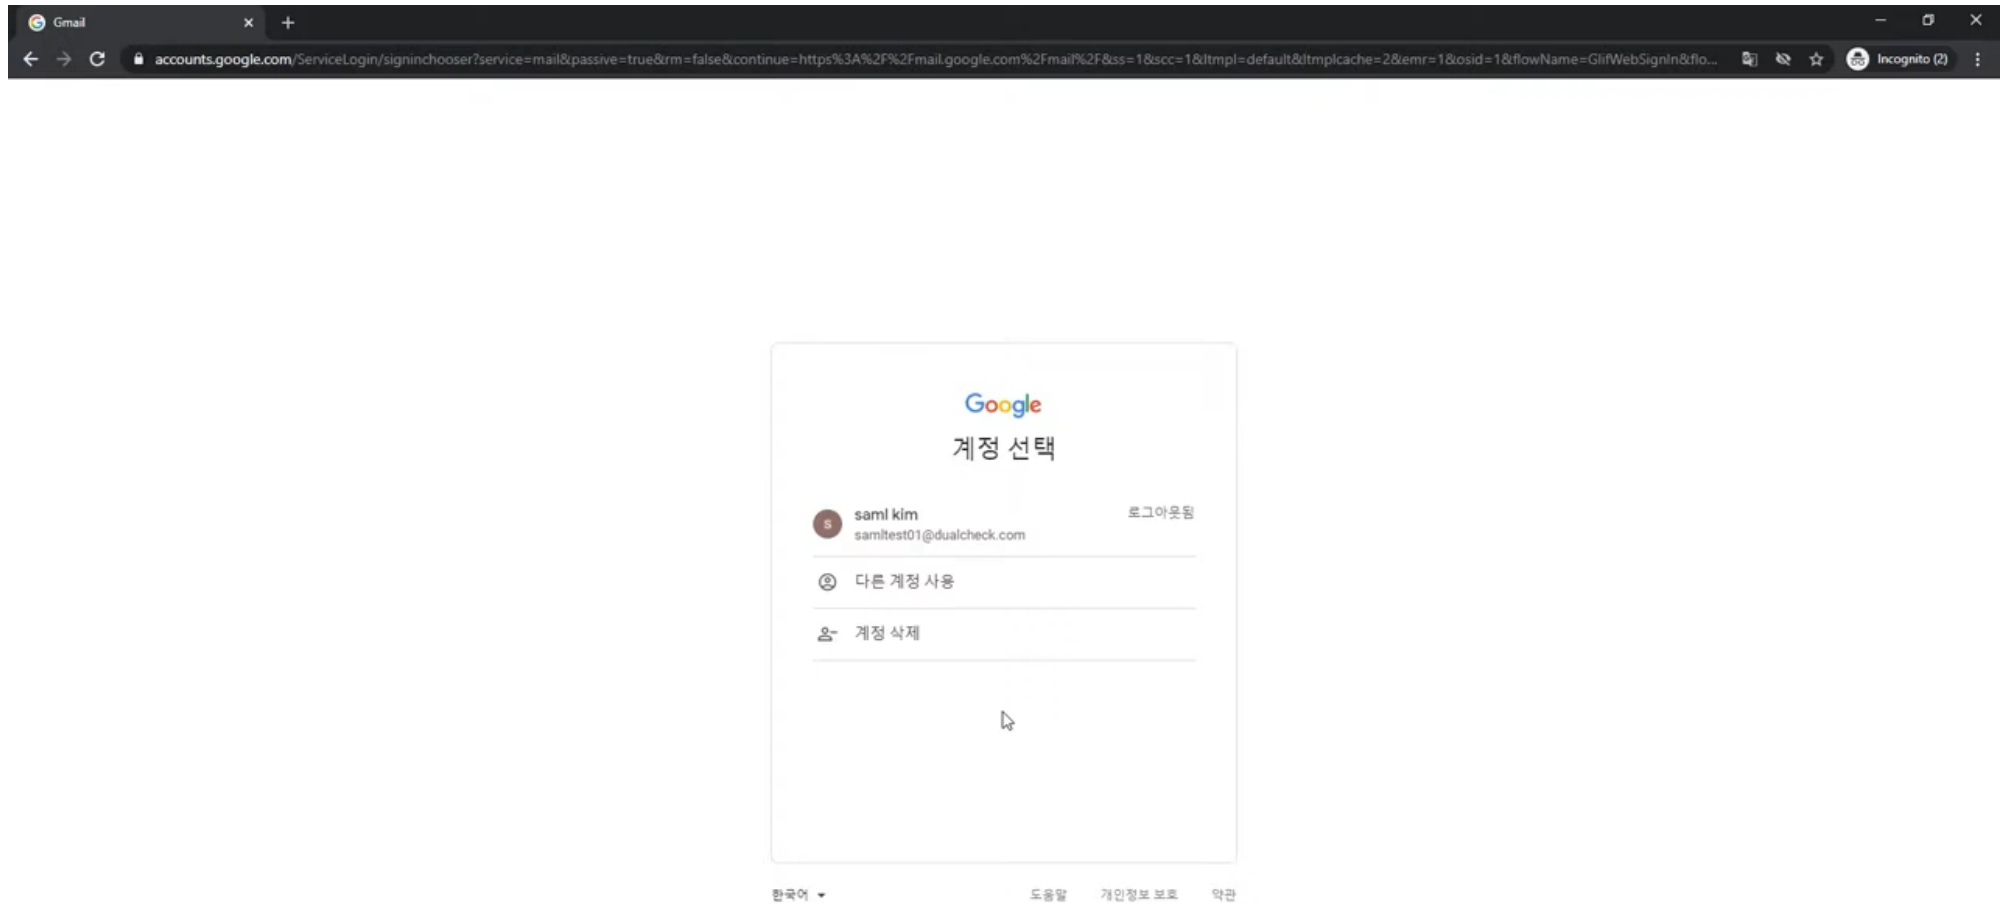 Gmail
accounts.google.com/ServiceLogin/signinchooser?service=mail&passive=true&rm=false&continue=https%3A%2F%2Fmail.google.com%2Fmail%2F&ss=1&scc=1&ltmpl=default&ltmplcache=2&emr=1&osid=1&flowName=GlifWebSignIn&flo...
Incognito (2)
Google
계정 선택
s
saml kim
로그아웃됨
samltest01@dualcheck.com
다른 계정 사용
계정 삭제
한국어
도움말
개인정보 보호
약관